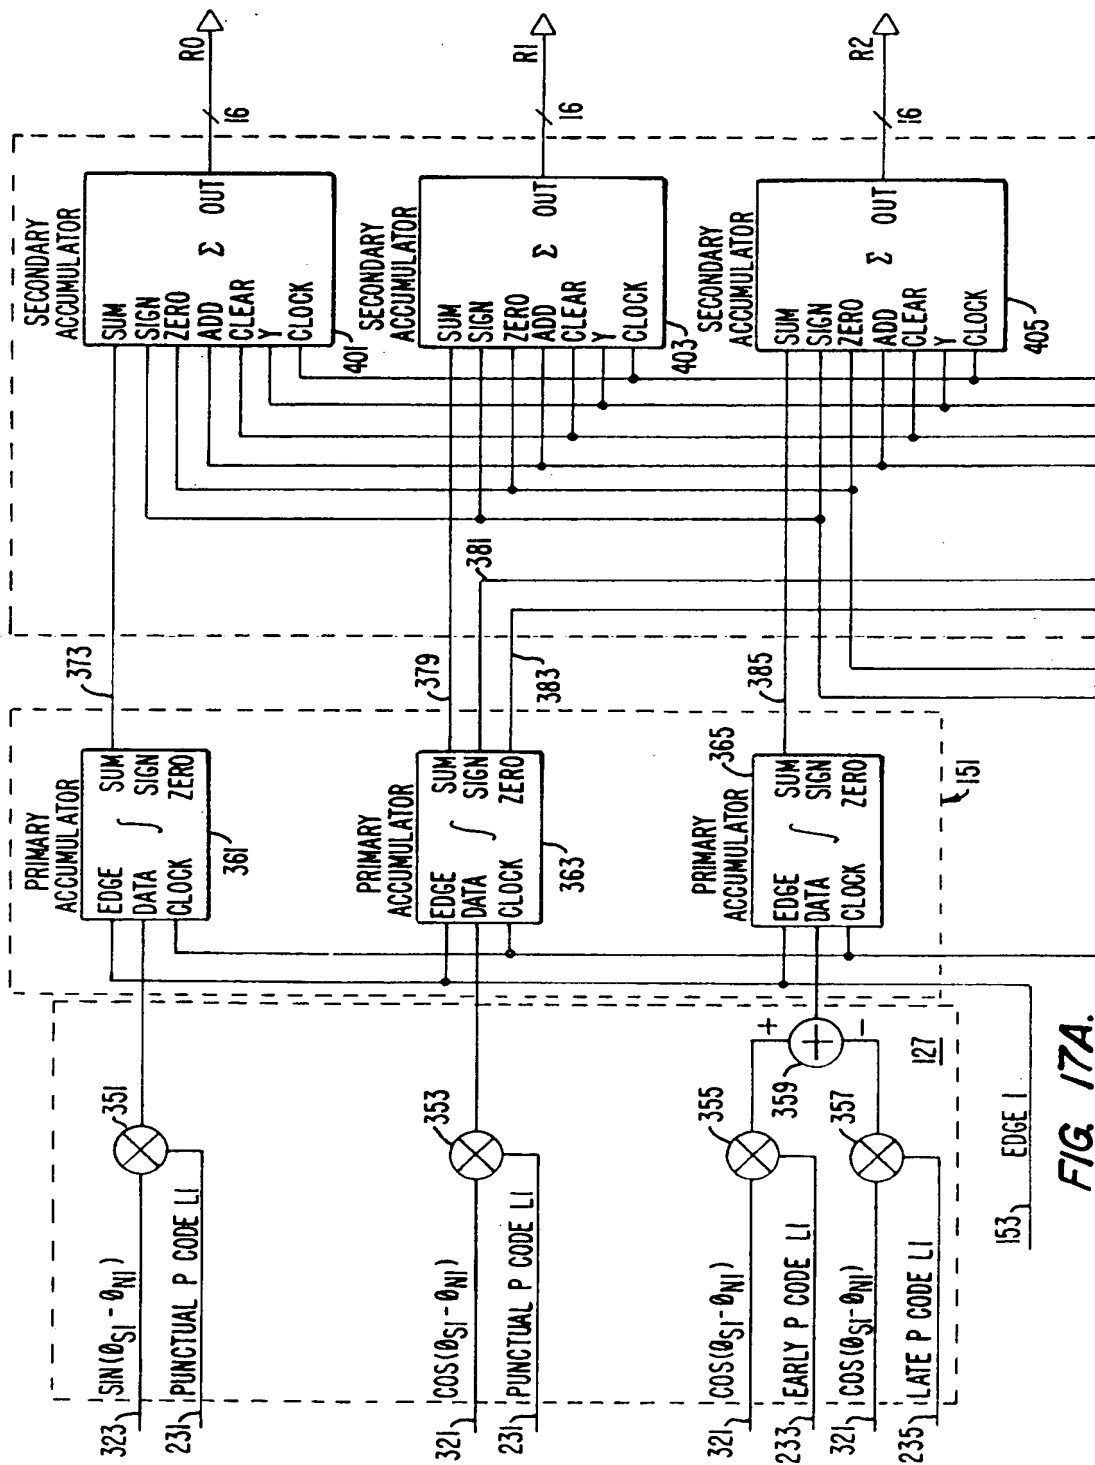 323
SIN(ØS1 - ØN1)
231
PUNCTUAL P CODE L1
351
321
COS(ØS1 - ØN1)
231
PUNCTUAL P CODE L1
353
321
COS(ØS1 - ØN1)
233
EARLY P CODE L1
355
321
COS(ØS1 - ØN1)
235
LATE P CODE L1
357
+
359
-
127
153
EDGE 1
PRIMARY
ACCUMULATOR
EDGE
DATA
CLOCK
∫
SUM
SIGN
ZERO
361
PRIMARY
ACCUMULATOR
EDGE
DATA
CLOCK
∫
SUM
SIGN
ZERO
363
PRIMARY
ACCUMULATOR
EDGE
DATA
CLOCK
∫
SUM
SIGN
ZERO
365
151
373
379
381
383
385
SECONDARY
ACCUMULATOR
SUM
SIGN
ZERO
ADD
CLEAR
Y
CLOCK
Σ OUT
401
16
R0
SECONDARY
ACCUMULATOR
SUM
SIGN
ZERO
ADD
CLEAR
Y
CLOCK
Σ OUT
403
16
R1
SECONDARY
ACCUMULATOR
SUM
SIGN
ZERO
ADD
CLEAR
Y
CLOCK
Σ OUT
405
16
R2
FIG. 17A.